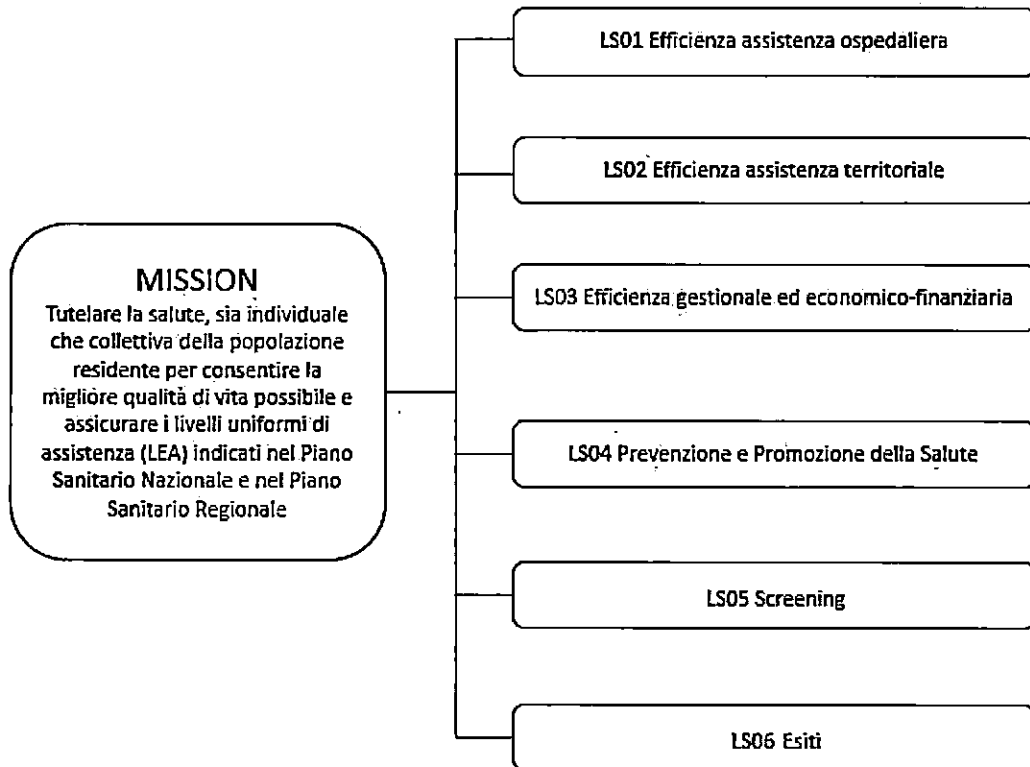 MISSION
Tutelare la salute, sia individuale
che collettiva della popolazione
residente per consentire la
migliore qualità di vita possibile e
assicurare i livelli uniformi di
assistenza (LEA) indicati nel Piano
Sanitario Nazionale e nel Piano
Sanitario Regionale
LS01 Efficienza assistenza ospedaliera
LS02 Efficienza assistenza territoriale
LS03 Efficienza gestionale ed economico-finanziaria
LS04 Prevenzione e Promozione della Salute
LS05 Screening
LS06 Esiti